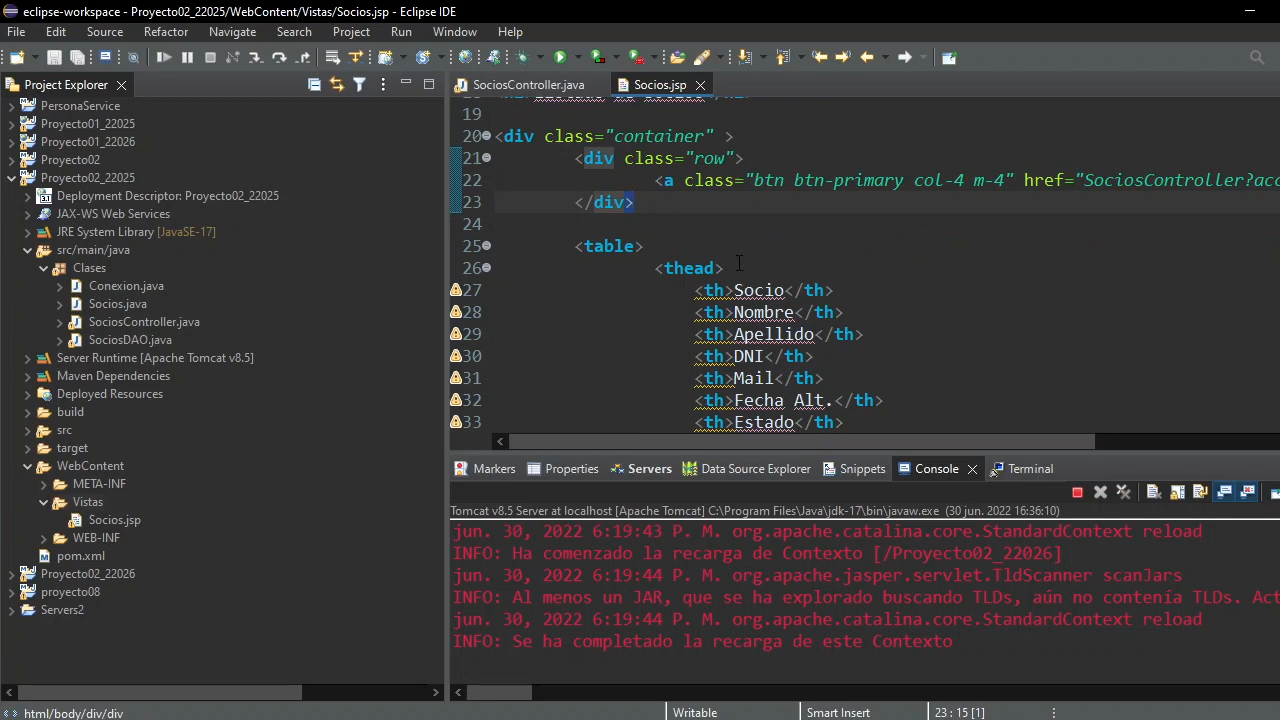 eclipse-workspace - Proyecto02_22025/WebContent/Vistas/Socios.jsp - Eclipse IDE
File Edit Source Refactor Navigate Search Project Run Window Help
Project Explorer
PersonaService
Proyecto01_22025
Proyecto01_22026
Proyecto02
Proyecto02_22025
Deployment Descriptor: Proyecto02_22025
JAX-WS Web Services
JRE System Library [JavaSE-17]
src/main/java
Clases
Conexion.java
Socios.java
SociosController.java
SociosDAO.java
Server Runtime [Apache Tomcat v8.5]
Maven Dependencies
Deployed Resources
build
src
target
WebContent
META-INF
Vistas
Socios.jsp
WEB-INF
pom.xml
Proyecto02_22026
proyecto08
Servers2
SociosController.java Socios.jsp
19
20 <div class="container" >
21 <div class="row">
22 <a class="btn btn-primary col-4 m-4" href="SociosController?acc
23 </div>
24
25 <table>
26 <thead>
27 <th>Socio</th>
28 <th>Nombre</th>
29 <th>Apellido</th>
30 <th>DNI</th>
31 <th>Mail</th>
32 <th>Fecha Alt.</th>
33 <th>Estado</th>
Markers Properties Servers Data Source Explorer Snippets Console Terminal
Tomcat v8.5 Server at localhost [Apache Tomcat] C:\Program Files\Java\jdk-17\bin\javaw.exe (30 jun. 2022 16:36:10)
jun. 30, 2022 6:19:43 P. M. org.apache.catalina.core.StandardContext reload
INFO: Ha comenzado la recarga de Contexto [/Proyecto02_22026]
jun. 30, 2022 6:19:44 P. M. org.apache.jasper.servlet.TldScanner scanJars
INFO: Al menos un JAR, que se ha explorado buscando TLDs, aún no contenía TLDs. Act
jun. 30, 2022 6:19:44 P. M. org.apache.catalina.core.StandardContext reload
INFO: Se ha completado la recarga de este Contexto
html/body/div/div Writable Smart Insert 23 : 15 [1]